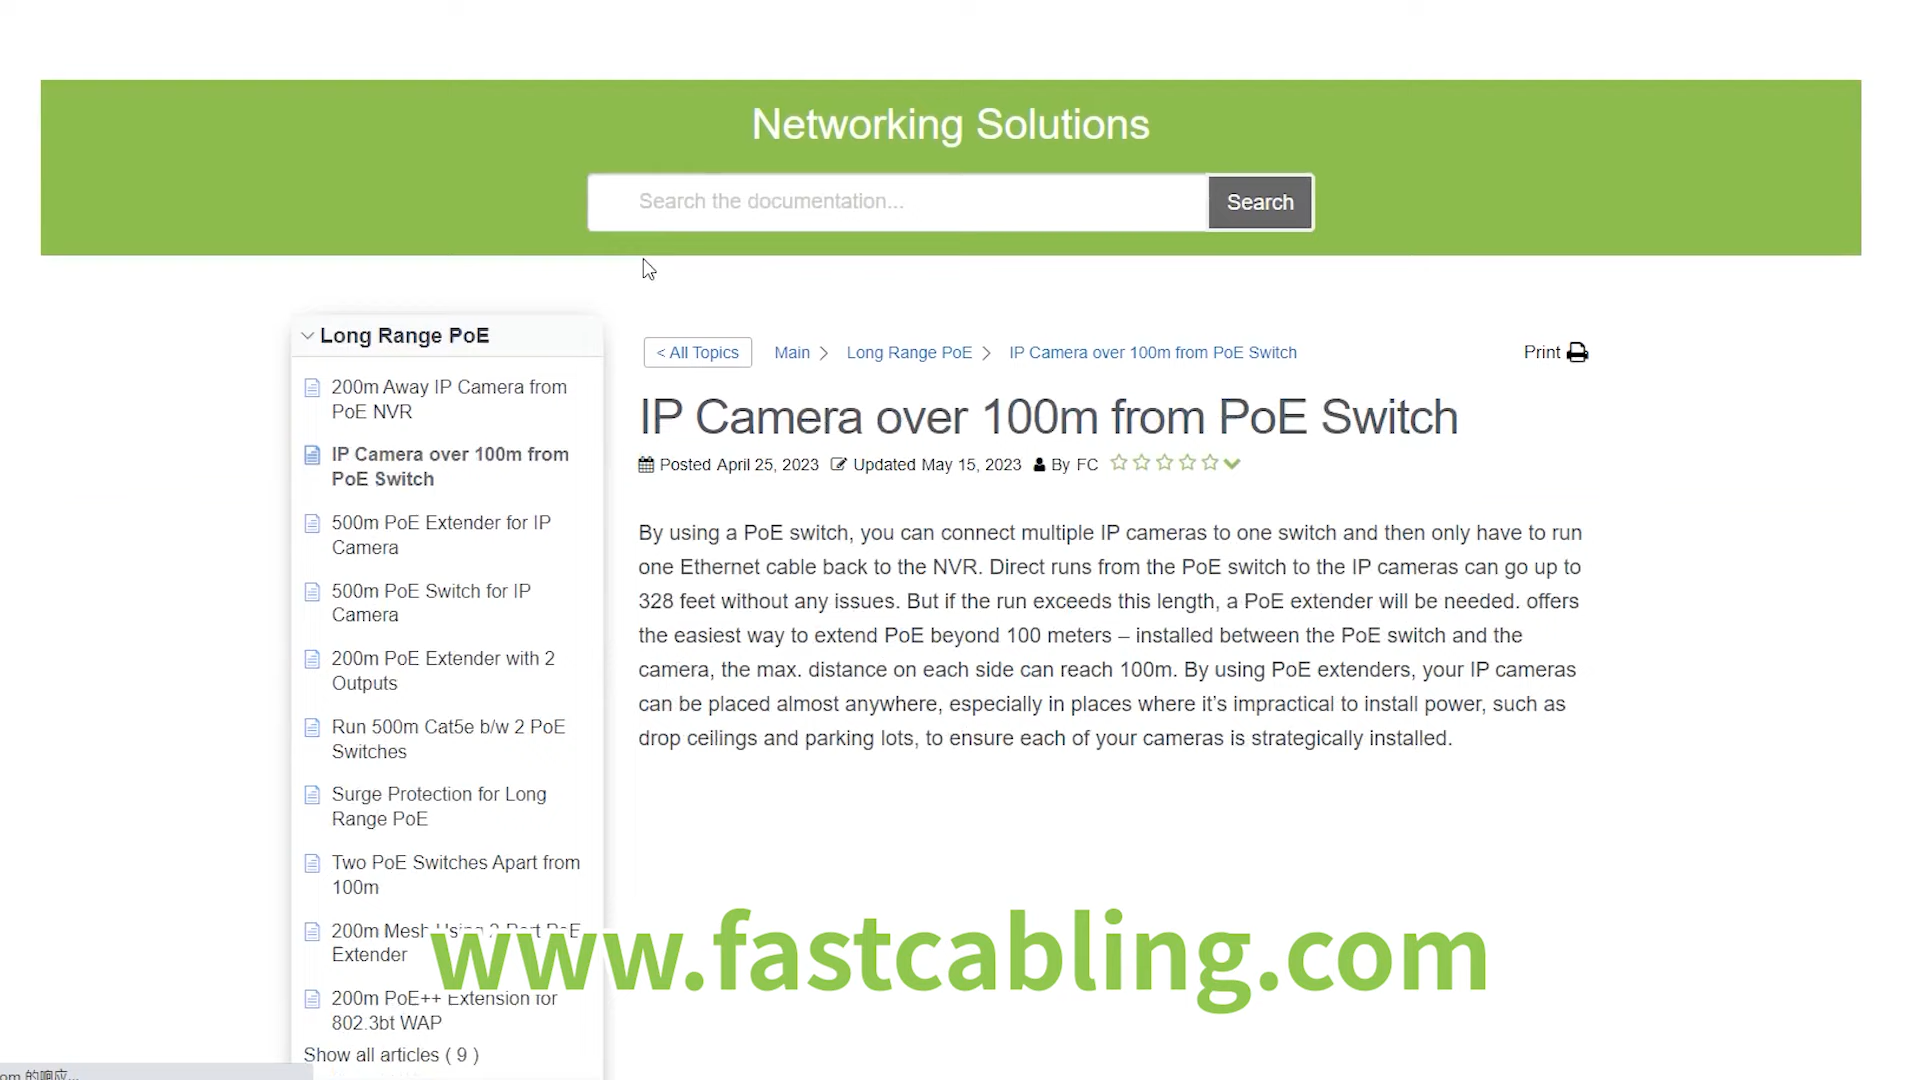 Networking Solutions
Search the documentation...
Search
Long Range PoE
200m Away IP Camera from
PoE NVR
IP Camera over 100m from
PoE Switch
500m PoE Extender for IP
Camera
500m PoE Switch for IP
Camera
200m PoE Extender with 2
Outputs
Run 500m Cat5e b/w 2 PoE
Switches
Surge Protection for Long
Range PoE
Two PoE Switches Apart from
100m
200m Mesh Using 2 Port PoE
Extender
200m PoE++ Extension for
802.3bt WAP
Show all articles ( 9 )
< All Topics
Main > Long Range PoE > IP Camera over 100m from PoE Switch
Print
IP Camera over 100m from PoE Switch
Posted April 25, 2023 Updated May 15, 2023 By FC
By using a PoE switch, you can connect multiple IP cameras to one switch and then only have to run
one Ethernet cable back to the NVR. Direct runs from the PoE switch to the IP cameras can go up to
328 feet without any issues. But if the run exceeds this length, a PoE extender will be needed. offers
the easiest way to extend PoE beyond 100 meters – installed between the PoE switch and the
camera, the max. distance on each side can reach 100m. By using PoE extenders, your IP cameras
can be placed almost anywhere, especially in places where it’s impractical to install power, such as
drop ceilings and parking lots, to ensure each of your cameras is strategically installed.
www.fastcabling.com
om 的响应...